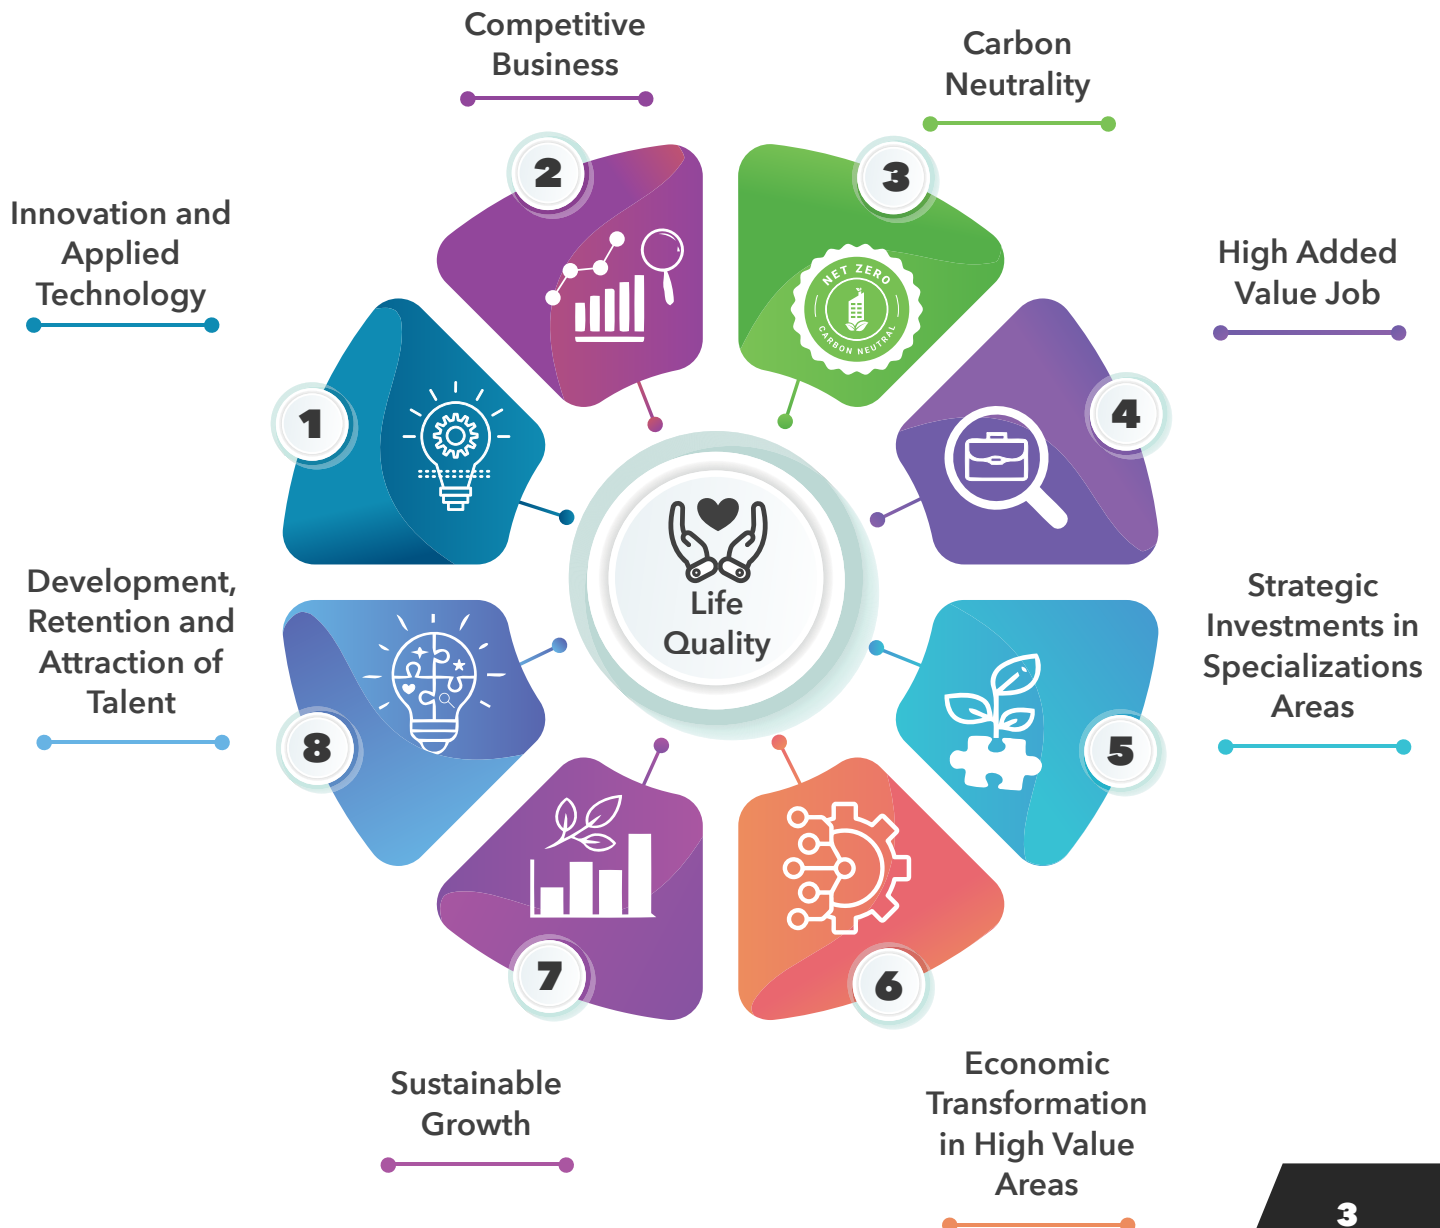 Competitive
Business
2
Carbon
Neutrality
3
NET ZERO
CARBON NEUTRAL
Innovation and
Applied
Technology
1
High Added
Value Job
4
Life
Quality
Development,
Retention and
Attraction of
Talent
8
Strategic
Investments in
Specializations
Areas
5
7
Sustainable
Growth
6
Economic
Transformation
in High Value
Areas
3